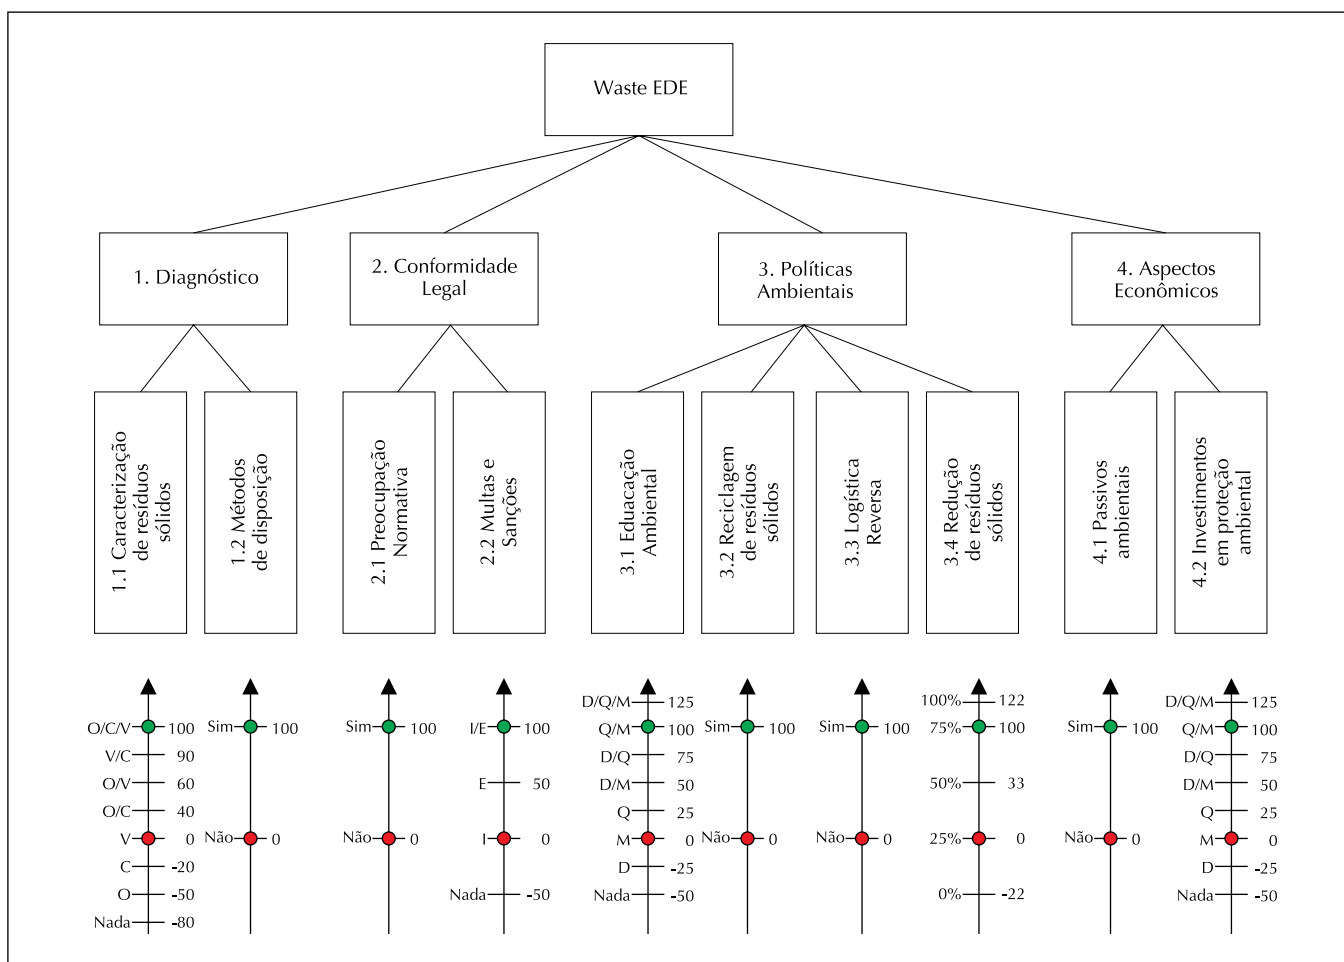 Waste EDE
1. Diagnóstico
2. Conformidade
Legal
3. Políticas
Ambientais
4. Aspectos
Econômicos
1.1 Caracterização
de resíduos
sólidos
1.2 Métodos
de disposição
2.1 Preocupação
Normativa
2.2 Multas e
Sanções
3.1 Eduacação
Ambiental
3.2 Reciclagem
de resíduos
sólidos
3.3 Logística
Reversa
3.4 Redução
de resíduos
sólidos
4.1 Passivos
ambientais
4.2 Investimentos
em proteção
ambiental
O/C/V 100
V/C 90
O/V 60
O/C 40
V 0
C -20
O -50
Nada -80
Sim 100
Não 0
Sim 100
Não 0
I/E 100
E 50
I 0
Nada -50
D/Q/M 125
Q/M 100
D/Q 75
D/M 50
Q 25
M 0
D -25
Nada -50
Sim 100
Não 0
Sim 100
Não 0
100% 122
75% 100
50% 33
25% 0
0% -22
Sim 100
Não 0
D/Q/M 125
Q/M 100
D/Q 75
D/M 50
Q 25
M 0
D -25
Nada -50